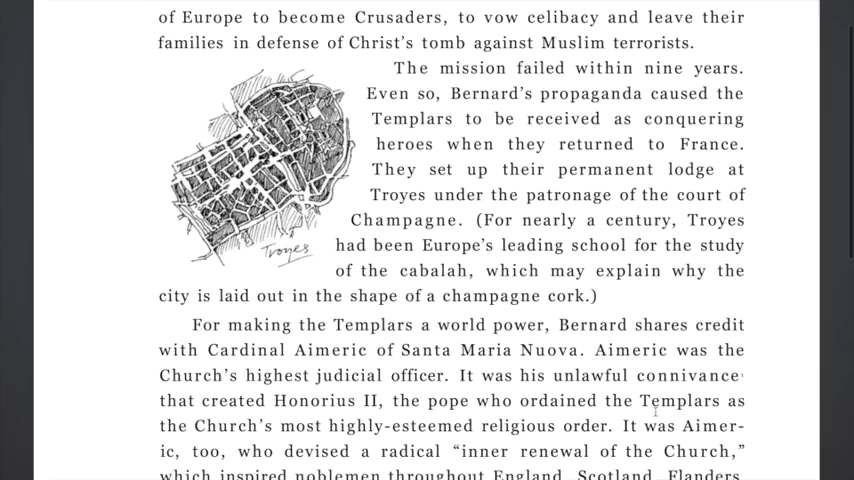 of Europe to become Crusaders, to vow celibacy and leave their
families in defense of Christ's tomb against Muslim terrorists.
The mission failed within nine years.
Even so, Bernard's propaganda caused the
Templars to be received as conquering
heroes when they returned to France.
They set up their permanent lodge at
Troyes under the patronage of the court of
Champagne. (For nearly a century, Troyes
had been Europe's leading school for the study
of the cabalah, which may explain why the
city is laid out in the shape of a champagne cork.)
Troyes
For making the Templars a world power, Bernard shares credit
with Cardinal Aimeric of Santa Maria Nuova. Aimeric was the
Church's highest judicial officer. It was his unlawful connivance
that created Honorius II, the pope who ordained the Templars as
the Church's most highly-esteemed religious order. It was Aimer-
ic, too, who devised a radical “inner renewal of the Church,”
which inspired noblemen throughout England, Scotland, Flanders,